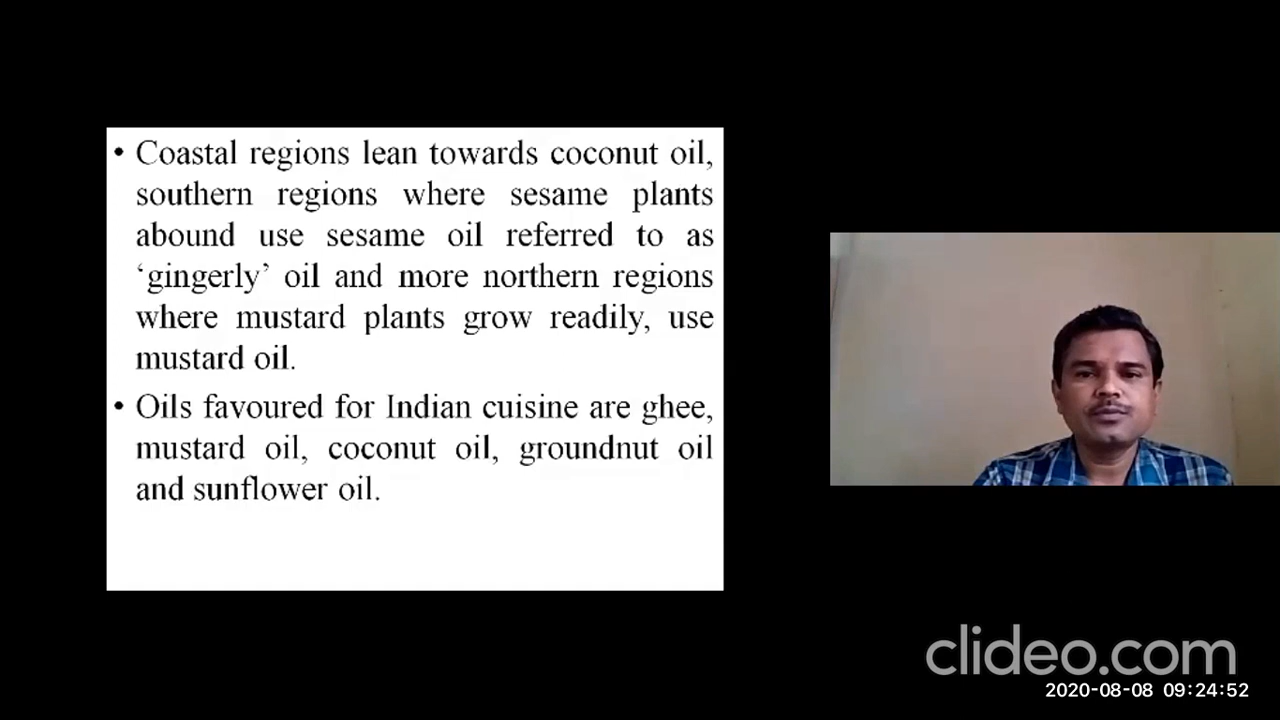 • Coastal regions lean towards coconut oil,
southern regions where sesame plants
abound use sesame oil referred to as
‘gingerly’ oil and more northern regions
where mustard plants grow readily, use
mustard oil.
• Oils favoured for Indian cuisine are ghee,
mustard oil, coconut oil, groundnut oil
and sunflower oil.
clideo.com
2020-08-08 09:24:52